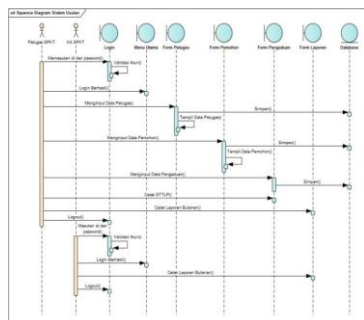 sd Squance Diagram Sistem Usulan
Petugas SPKT
KA SPKT
Login
Menu Utama
Form Petugas
Form Pemohon
Form Pengaduan
Form Laporan
Database
Memasukan id dan password()
Validasi Akun()
Login Berhasil()
Menginput Data Petugas()
Simpan()
Tampil Data Petugas()
Menginput Data Pemohon()
Simpan()
Tampil Data Pemohon()
Menginput Data Pengaduan()
Simpan()
Cetak STTLP()
Cetak Laporan Bulanan()
Logout()
Masukan id dan
password()
Validasi Akun()
Login Berhasil()
Cetak Laporan Bulanan()
Logout()